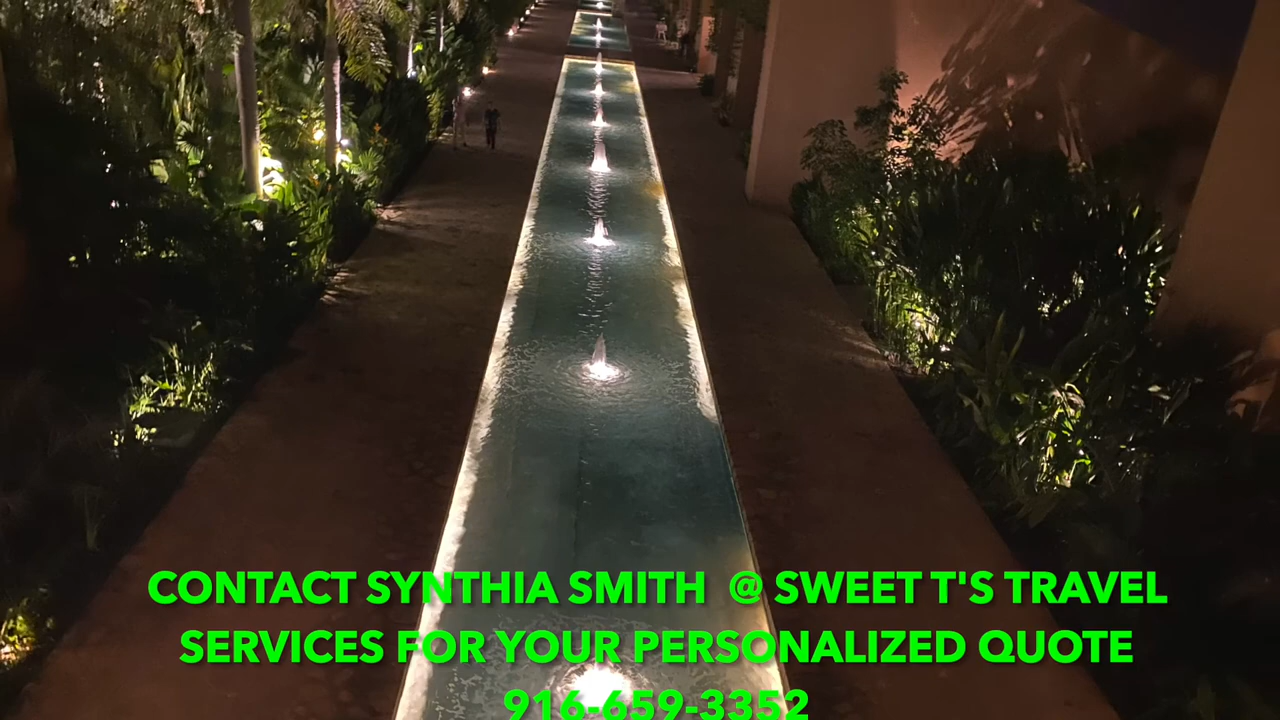 CONTACT SYNTHIA SMITH @ SWEET T'S TRAVEL
SERVICES FOR YOUR PERSONALIZED QUOTE
916-659-3352